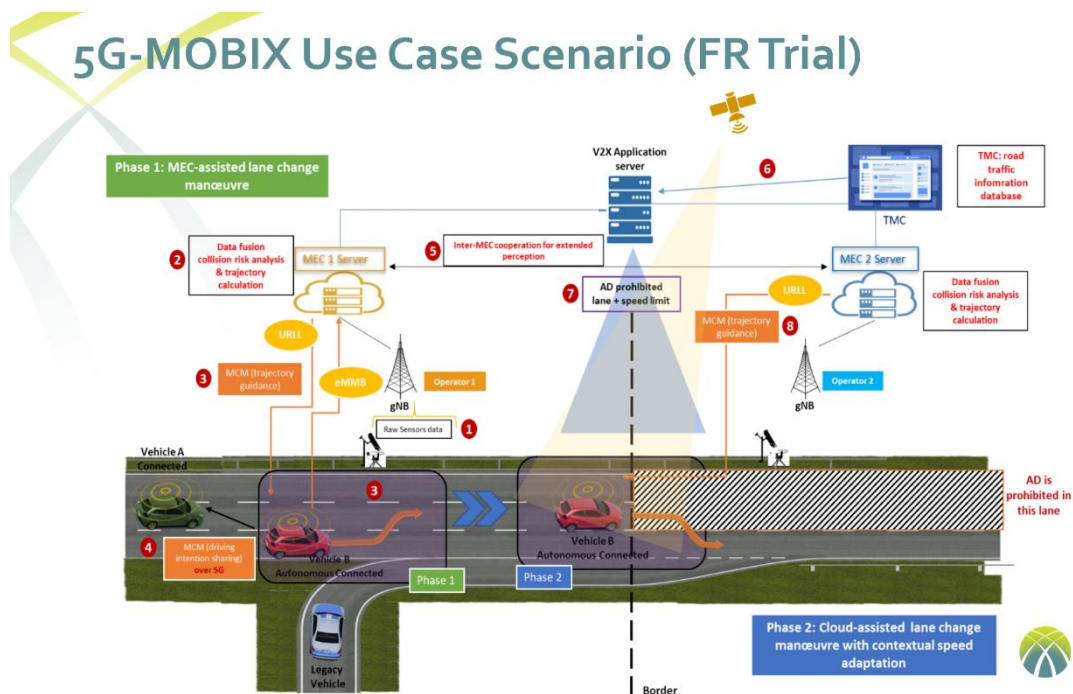 5G-MOBIX Use Case Scenario (FR Trial)
Phase 1: MEC-assisted lane change
manœuvre
V2X Application
server
6
TMC: road
traffic
infomration
database
TMC
2
Data fusion
collision risk analysis
& trajectory
calculation
MEC 1 Server
5
Inter-MEC cooperation for extended
perception
MEC 2 Server
7
AD prohibited
lane + speed limit
URLL
Data fusion
collision risk analysis
& trajectory
calculation
MCM (trajectory
guidance)
8
URLL
3
MCM (trajectory
guidance)
eMMB
Operator 1
gNB
Operator 2
gNB
Raw Sensors data
1
Vehicle A
Connected
3
AD is
prohibited in
this lane
4
MCM (driving
intention sharing)
over 5G
Vehicle B
Autonomous Connected
Vehicle B
Autonomous Connected
Phase 1
Phase 2
Legacy
Vehicle
Phase 2: Cloud-assisted lane change
manœuvre with contextual speed
adaptation
Border